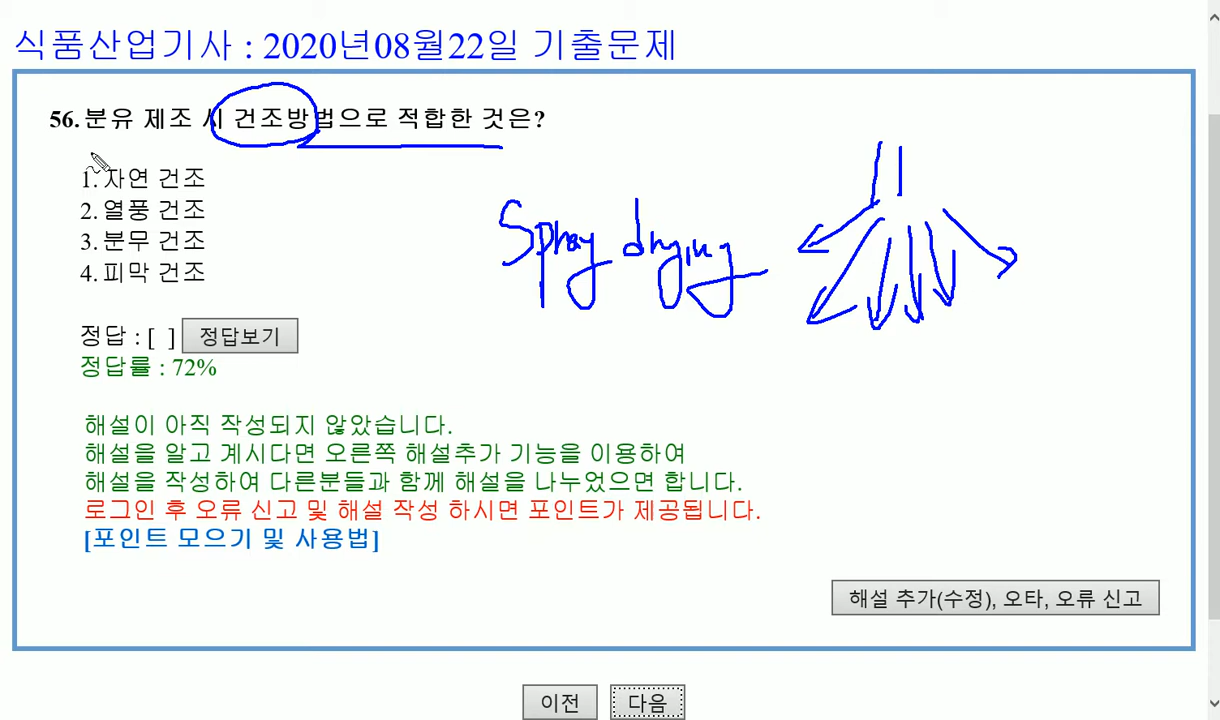 식품산업기사 : 2020년08월22일 기출문제
56. 분유 제조 시 건조방법으로 적합한 것은?
1. 자연 건조
2. 열풍 건조
3. 분무 건조
4. 피막 건조
Spray drying
정답 : [ ] 정답보기
정답률 : 72%
해설이 아직 작성되지 않았습니다.
해설을 알고 계시다면 오른쪽 해설추가 기능을 이용하여
해설을 작성하여 다른분들과 함께 해설을 나누었으면 합니다.
로그인 후 오류 신고 및 해설 작성 하시면 포인트가 제공됩니다.
[포인트 모으기 및 사용법]
해설 추가(수정), 오타, 오류 신고
이전 다음